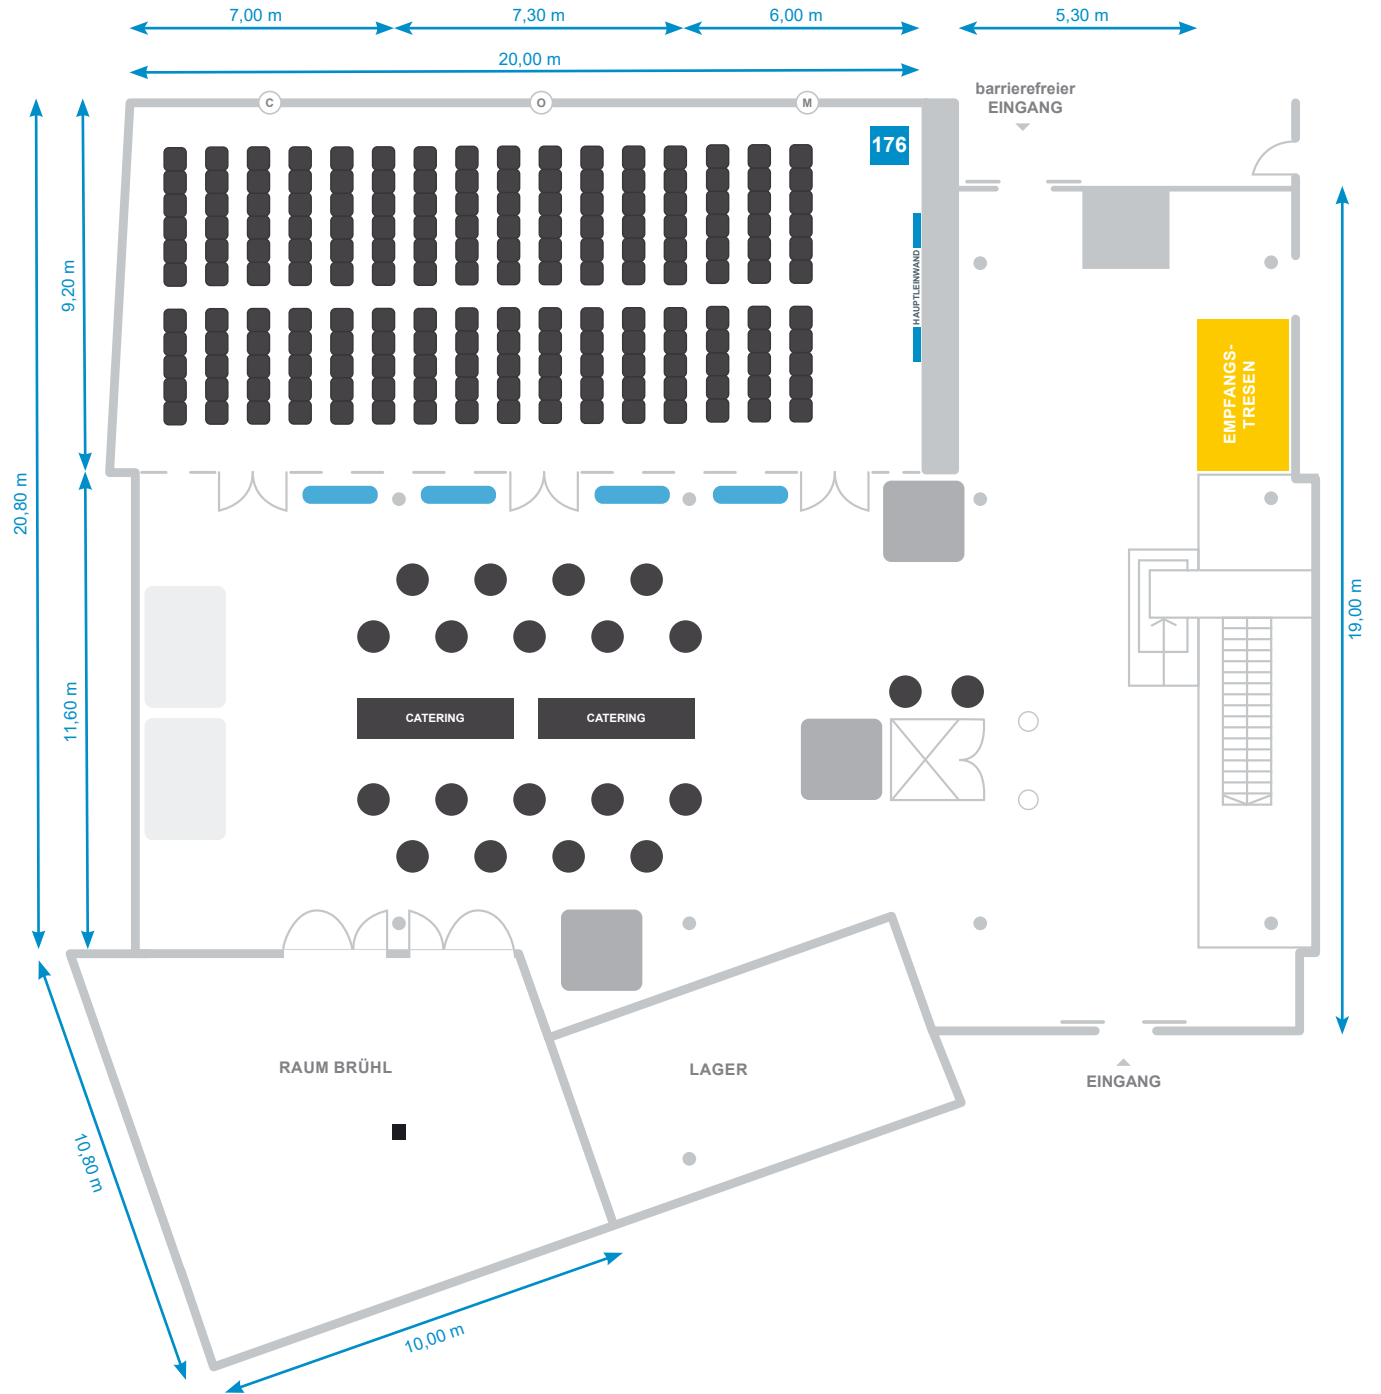 7,00 m
7,30 m
6,00 m
5,30 m
20,00 m
barrierefreier
EINGANG
C
O
M
176
9,20 m
HAUPTLEINWAND
EMPFANGS-
TRESEN
20,80 m
19,00 m
11,60 m
CATERING
CATERING
RAUM BRÜHL
LAGER
EINGANG
10,80 m
10,00 m